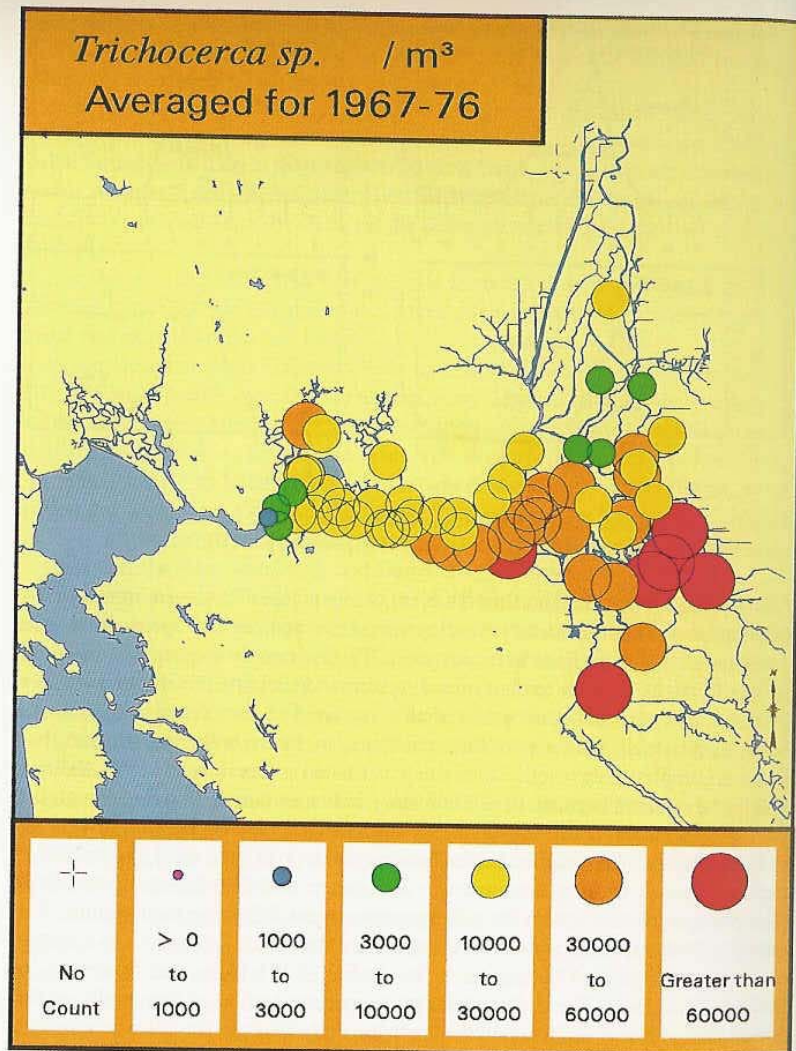 Trichocerca sp. / m³
Averaged for 1967-76
N
No
Count
> 0
to
1000
1000
to
3000
3000
to
10000
10000
to
30000
30000
to
60000
Greater than
60000